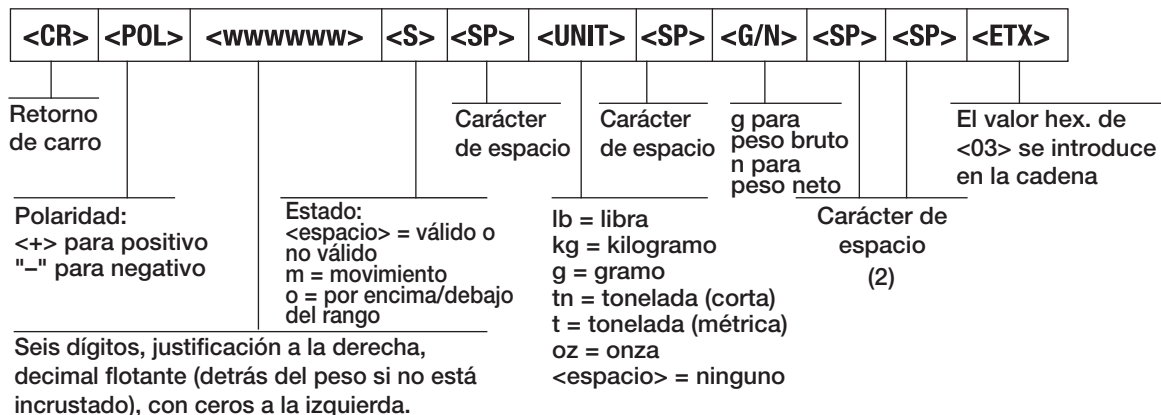 <CR> <POL> <wwwwww> <S> <SP> <UNIT> <SP> <G/N> <SP> <SP> <ETX>
Retorno
de carro
Carácter
de espacio
Carácter
de espacio
g para
peso bruto
n para
peso neto
El valor hex. de
<03> se introduce
en la cadena
Polaridad:
<+> para positivo
"–" para negativo
Estado:
<espacio> = válido o
no válido
m = movimiento
o = por encima/debajo
del rango
lb = libra
kg = kilogramo
g = gramo
tn = tonelada (corta)
t = tonelada (métrica)
oz = onza
<espacio> = ninguno
Carácter de
espacio
(2)
Seis dígitos, justificación a la derecha,
decimal flotante (detrás del peso si no está
incrustado), con ceros a la izquierda.